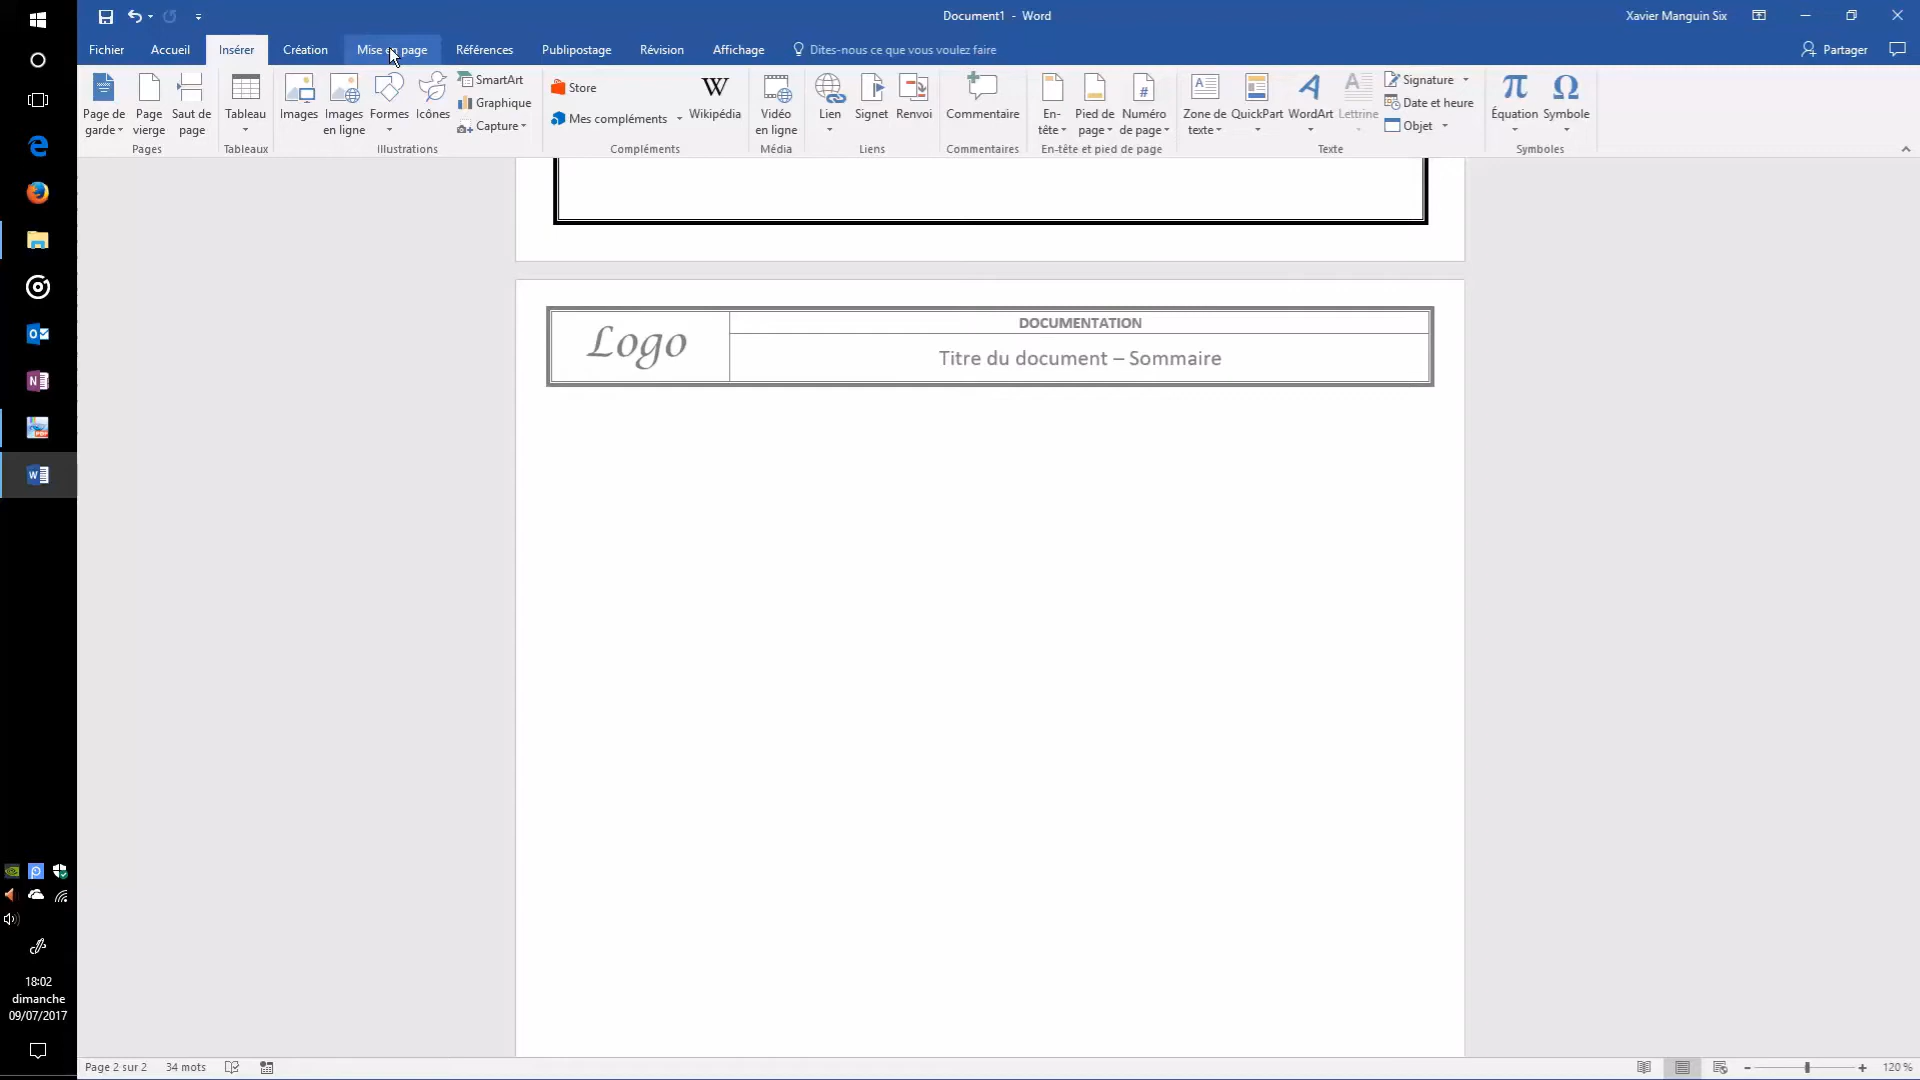 Document1 - Word
Xavier Manguin Six
Fichier Accueil Insérer Création Mise en page Références Publipostage Révision Affichage Dites-nous ce que vous voulez faire Partager
Page de garde
Page vierge
Saut de page
Pages
Tableau
Tableaux
Images
Images en ligne
Formes
Icônes
SmartArt
Graphique
Capture
Illustrations
Store
Mes compléments
W
Wikipédia
Compléments
Vidéo en ligne
Média
Lien
Signet
Renvoi
Liens
Commentaire
Commentaires
En-tête
Pied de page
#
Numéro de page
En-tête et pied de page
A
Zone de texte
QuickPart
A
WordArt
A
Lettrine
Signature
Date et heure
Objet
Texte
π
Équation
Ω
Symbole
Symboles
Logo
DOCUMENTATION
Titre du document – Sommaire
18:02
dimanche
09/07/2017
Page 2 sur 2 34 mots
120 %